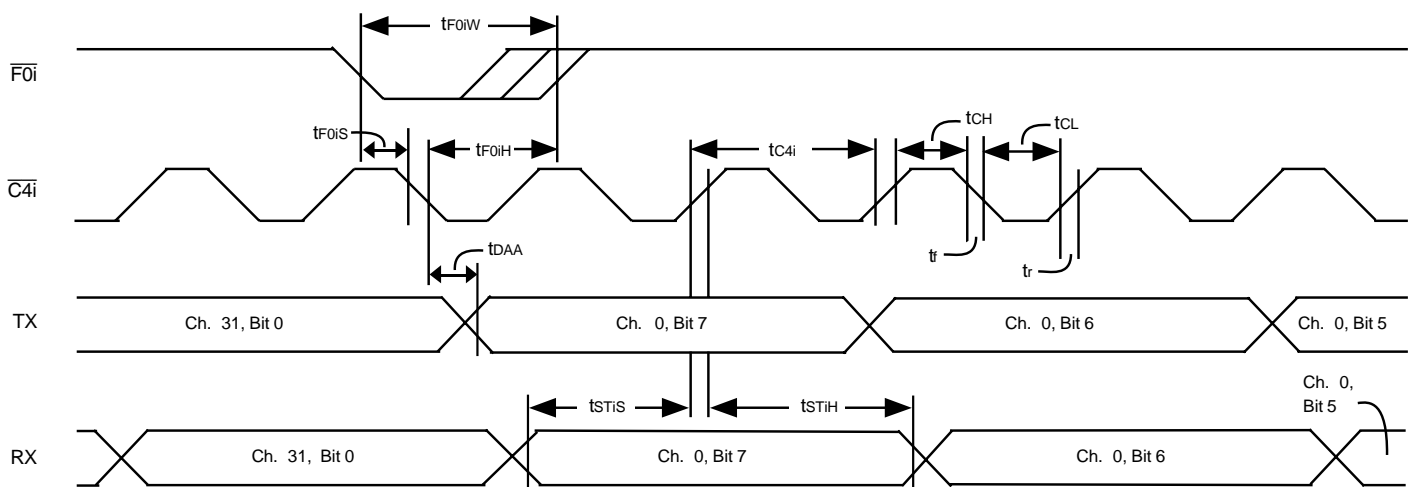 tF0iW
F0i
tF0iS
tF0iH
tC4i
tCH
tCL
C4i
tDAA
tf
tr
TX
Ch. 31, Bit 0
Ch. 0, Bit 7
Ch. 0, Bit 6
Ch. 0, Bit 5
tSTiS
tSTiH
Ch. 0,
Bit 5
RX
Ch. 31, Bit 0
Ch. 0, Bit 7
Ch. 0, Bit 6